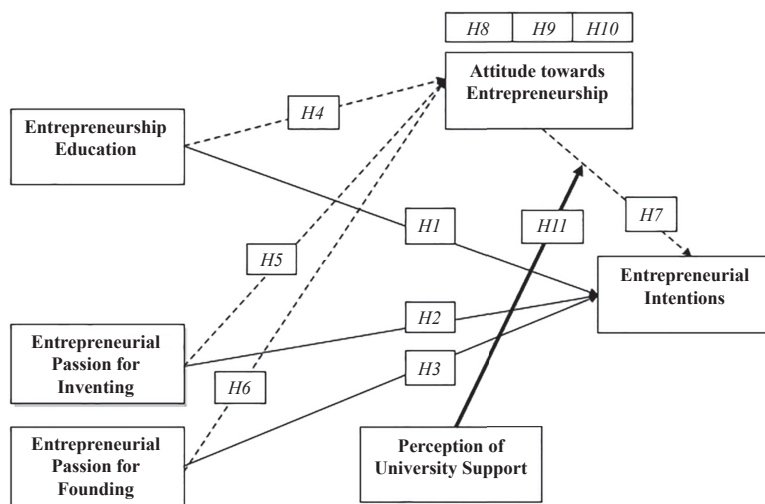 H8 H9 H10
Attitude towards
Entrepreneurship
H4
Entrepreneurship
Education
H1
H11
H7
H5
Entrepreneurial
Intentions
H2
Entrepreneurial
Passion for
Inventing
H3
H6
Entrepreneurial
Passion for
Founding
Perception of
University Support